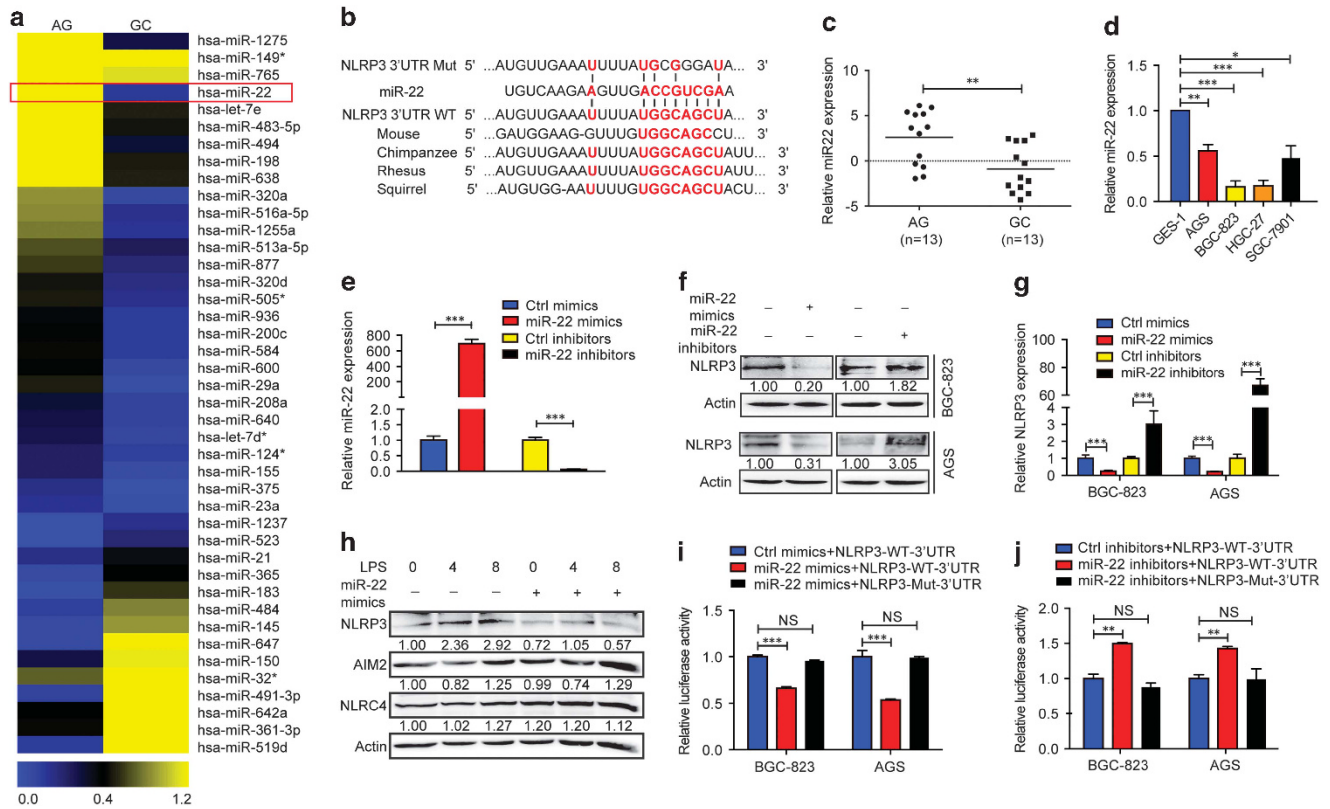 a
AG GC
hsa-miR-1275
hsa-miR-149*
hsa-miR-765
hsa-miR-22
hsa-let-7e
hsa-miR-483-5p
hsa-miR-494
hsa-miR-198
hsa-miR-638
hsa-miR-320a
hsa-miR-516a-5p
hsa-miR-1255a
hsa-miR-513a-5p
hsa-miR-877
hsa-miR-320d
hsa-miR-505*
hsa-miR-936
hsa-miR-200c
hsa-miR-584
hsa-miR-600
hsa-miR-29a
hsa-miR-208a
hsa-miR-640
hsa-let-7d*
hsa-miR-124*
hsa-miR-155
hsa-miR-375
hsa-miR-23a
hsa-miR-1237
hsa-miR-523
hsa-miR-21
hsa-miR-365
hsa-miR-183
hsa-miR-484
hsa-miR-145
hsa-miR-647
hsa-miR-150
hsa-miR-32*
hsa-miR-491-3p
hsa-miR-642a
hsa-miR-361-3p
hsa-miR-519d
0.0 0.4 1.2
b
NLRP3 3'UTR Mut 5' ...AUGUUGAAAUUUUAUGCGGGAUA... 3'
miR-22 UGUCAAGAAGUUGACCGUCGAA
NLRP3 3'UTR WT 5' ...AUGUUGAAAUUUUAUGGCAGCUA... 3'
Mouse 5' ...GAUGGAAG-GUUUGUGGCAGCCU... 3'
Chimpanzee 5' ...AUGUUGAAAUUUUAUGGCAGCUAUU... 3'
Rhesus 5' ...AUGUUGAAAUUUUAUGGCAGCUAUU... 3'
Squirrel 5' ...AUGUGG-AAUUUUGUGGCAGCUACU... 3'
c
Relative miR22 expression
10
5
0
-5
**
AG GC
(n=13) (n=13)
d
Relative miR-22 expression
1.5
1.0
0.5
0.0
*
***
***
**
GES-1 AGS BGC-823 HGC-27 SGC-7901
e
Ctrl mimics
miR-22 mimics
Ctrl inhibitors
miR-22 inhibitors
Relative miR-22 expression
800
600
400
200
2.0
1.5
1.0
0.5
0.0
*** ***
f
miR-22 mimics – + – –
miR-22 inhibitors – – – +
NLRP3
1.00 0.20 1.00 1.82
Actin
BGC-823
NLRP3
1.00 0.31 1.00 3.05
Actin
AGS
g
Ctrl mimics
miR-22 mimics
Ctrl inhibitors
miR-22 inhibitors
Relative NLRP3 expression
100
80
60
4
3
2
1
0
*** *** *** ***
BGC-823 AGS
h
LPS 0 4 8 0 4 8
miR-22 mimics – – – + + +
NLRP3
1.00 2.36 2.92 0.72 1.05 0.57
AIM2
1.00 0.82 1.25 0.99 0.74 1.29
NLRC4
1.00 1.02 1.27 1.20 1.20 1.12
Actin
i
Ctrl mimics+NLRP3-WT-3'UTR
miR-22 mimics+NLRP3-WT-3'UTR
miR-22 mimics+NLRP3-Mut-3'UTR
Relative luciferase activity
1.5
1.0
0.5
0.0
NS NS
*** ***
BGC-823 AGS
j
Ctrl inhibitors+NLRP3-WT-3'UTR
miR-22 inhibitors+NLRP3-WT-3'UTR
miR-22 inhibitors+NLRP3-Mut-3'UTR
Relative luciferase activity
2.0
1.5
1.0
0.5
0.0
NS NS
** **
BGC-823 AGS